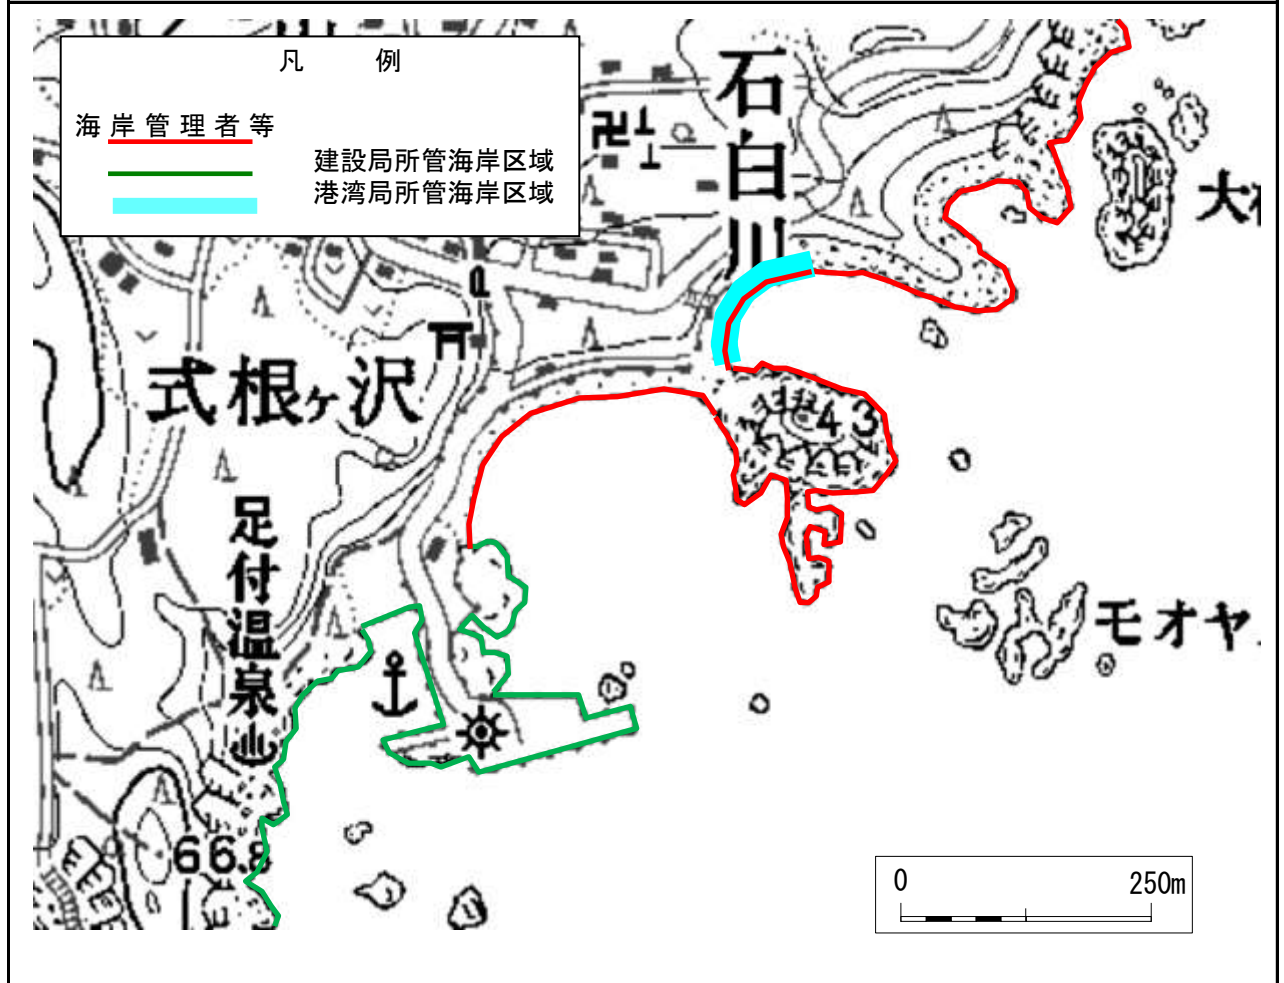 凡 例
海岸管理者等
建設局所管海岸区域
港湾局所管海岸区域
石白川
大
式根ヶ沢
43
足付温泉
モオヤ
66.8
0 250m